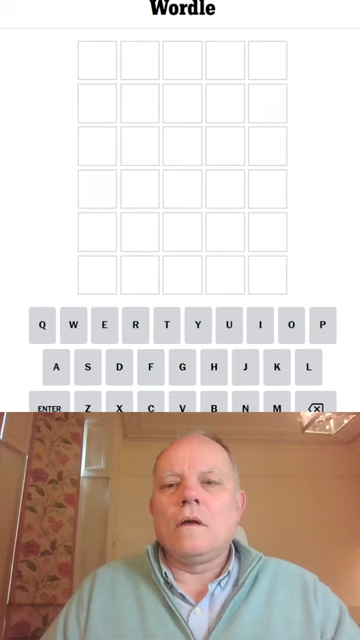 Wordle
Q W E R T Y U I O P
A S D F G H J K L
ENTER Z X C V B N M